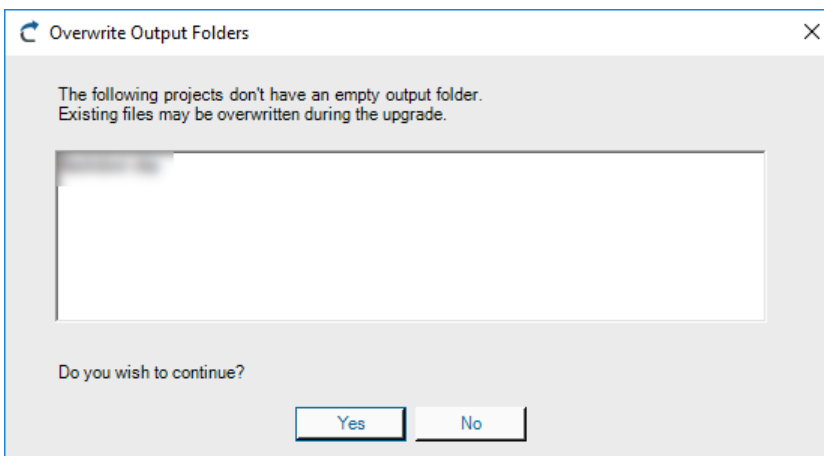 Overwrite Output Folders
The following projects don't have an empty output folder.
Existing files may be overwritten during the upgrade.
Do you wish to continue?
Yes
No